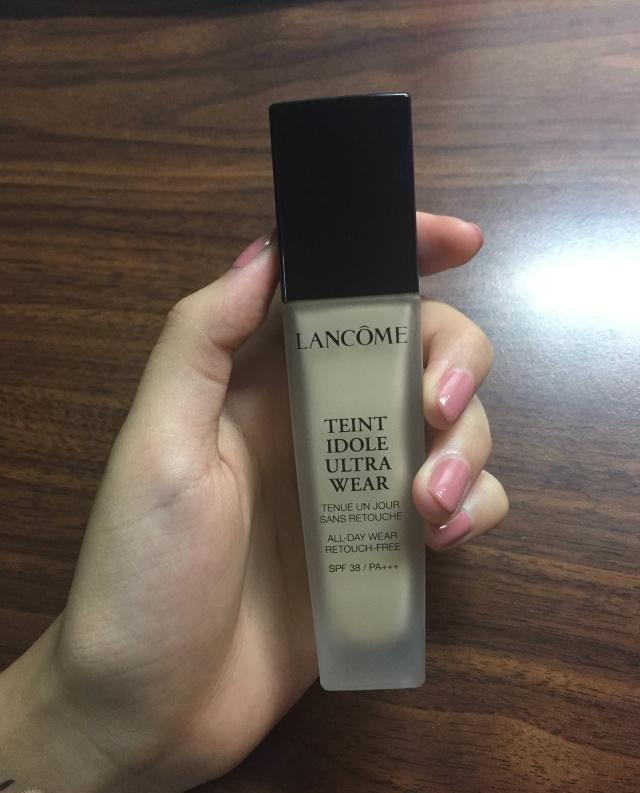 LANCÔME
TEINT
IDOLE
ULTRA
WEAR
TENUE UN JOUR
SANS RETOUCHE
ALL-DAY WEAR
RETOUCH-FREE
SPF 38 / PA+++